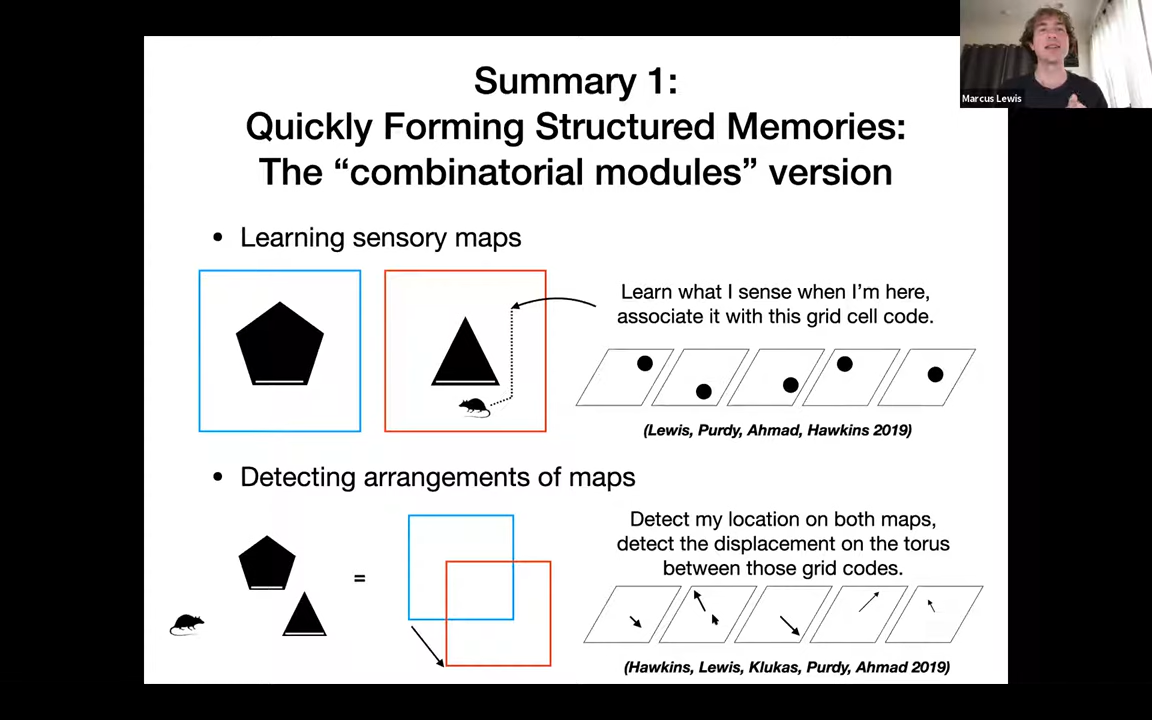 Summary 1:
Quickly Forming Structured Memories:
The “combinatorial modules” version
Marcus Lewis
• Learning sensory maps
Learn what I sense when I'm here,
associate it with this grid cell code.
(Lewis, Purdy, Ahmad, Hawkins 2019)
• Detecting arrangements of maps
Detect my location on both maps,
detect the displacement on the torus
between those grid codes.
=
(Hawkins, Lewis, Klukas, Purdy, Ahmad 2019)